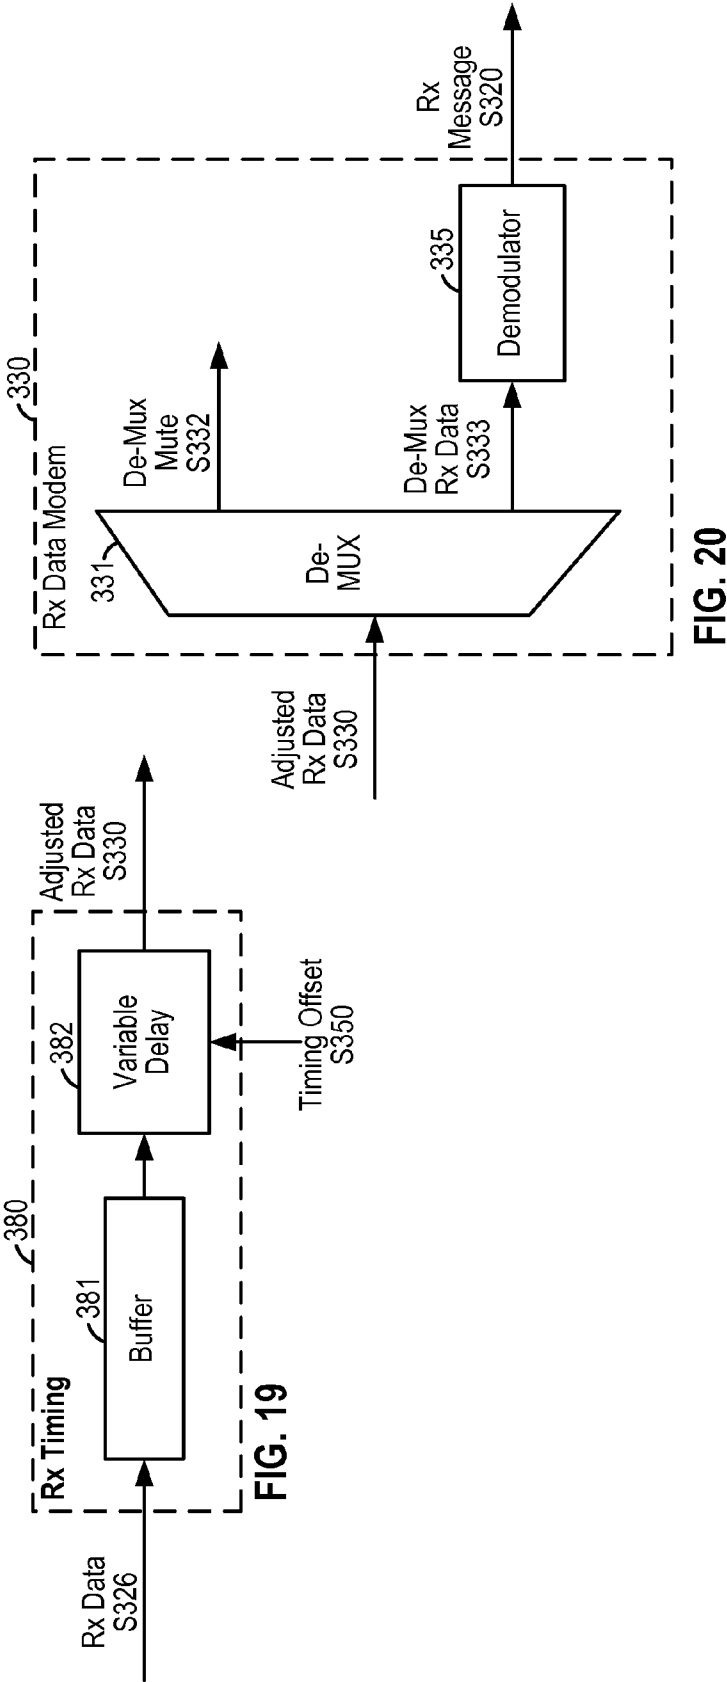 380
Rx Timing
Rx Data
S326
381
Buffer
382
Variable
Delay
Timing Offset
S350
Adjusted
Rx Data
S330
FIG. 19
330
Rx Data Modem
Adjusted
Rx Data
S330
331
De-
MUX
De-Mux
Mute
S332
De-Mux
Rx Data
S333
335
Demodulator
Rx
Message
S320
FIG. 20